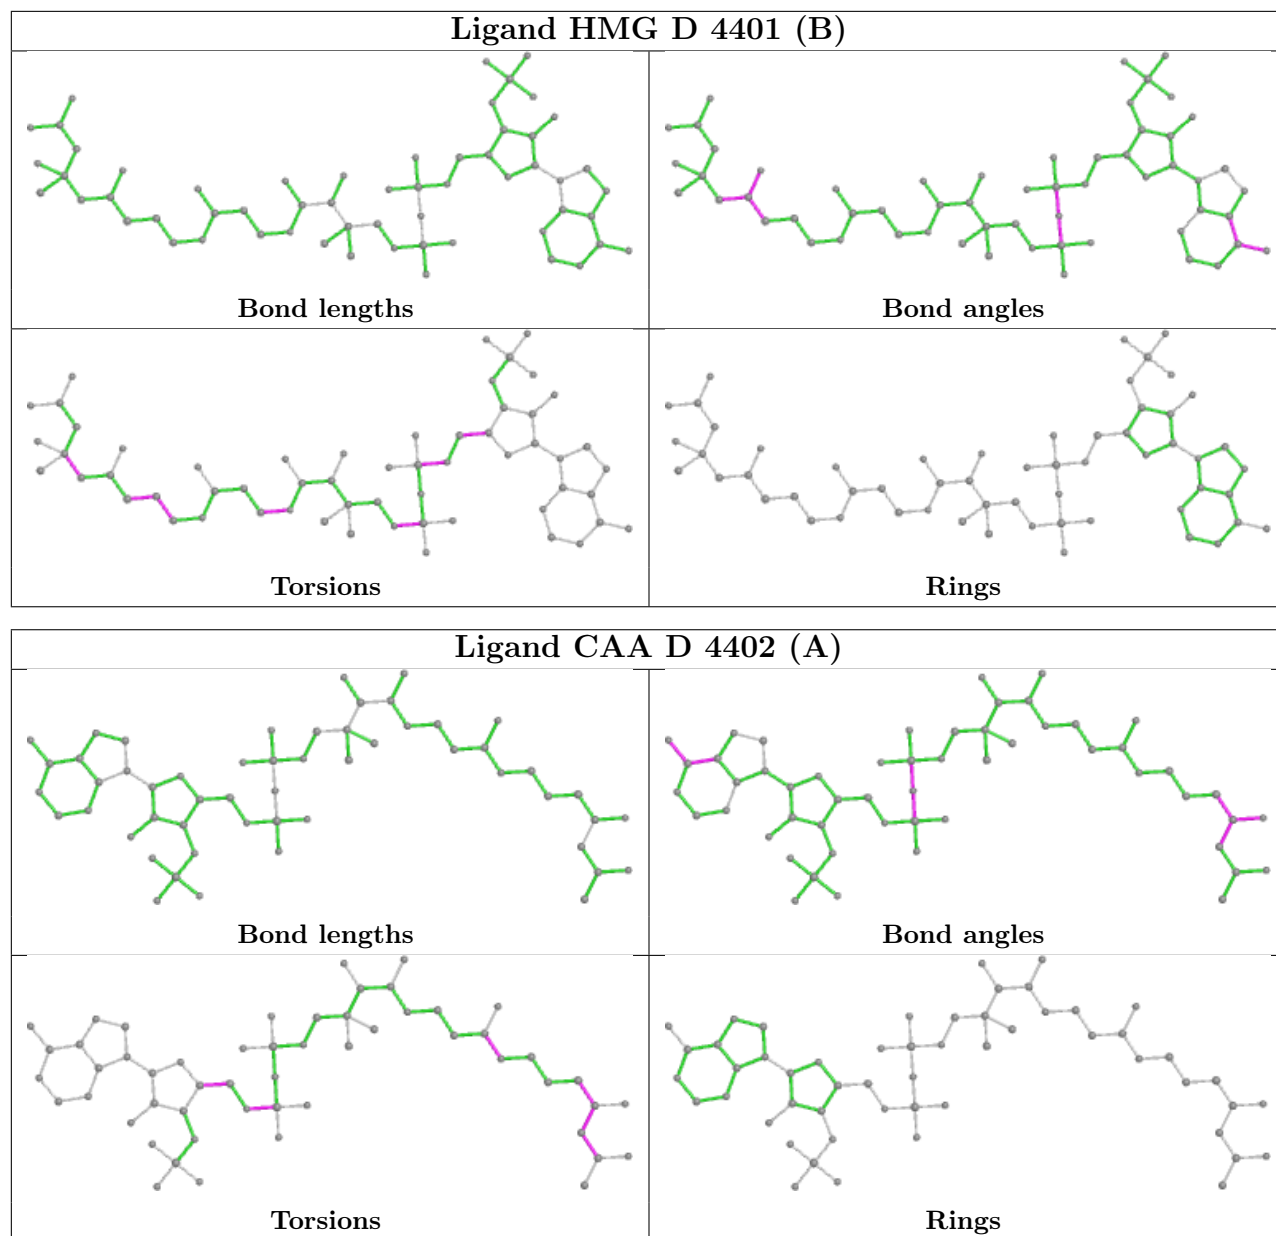 Ligand HMG D 4401 (B)
Bond lengths
Bond angles
Torsions
Rings
Ligand CAA D 4402 (A)
Bond lengths
Bond angles
Torsions
Rings